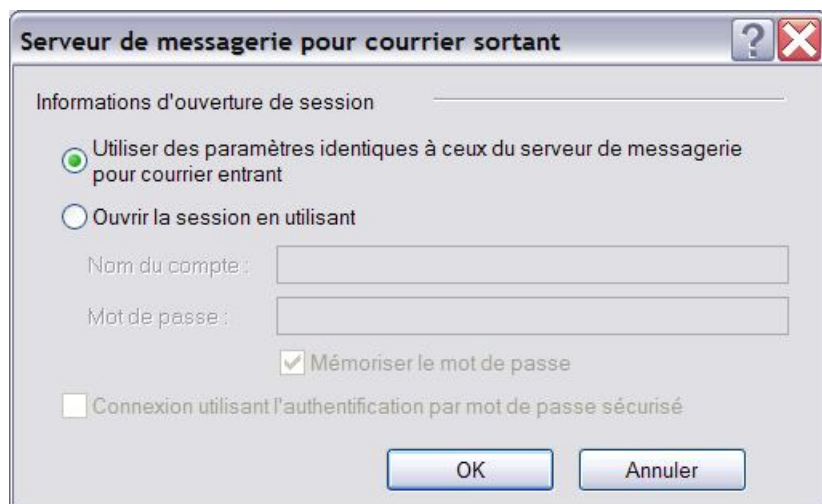 Serveur de messagerie pour courrier sortant
Informations d'ouverture de session
Utiliser des paramètres identiques à ceux du serveur de messagerie
pour courrier entrant
Ouvrir la session en utilisant
Nom du compte :
Mot de passe :
Mémoriser le mot de passe
Connexion utilisant l'authentification par mot de passe sécurisé
OK
Annuler